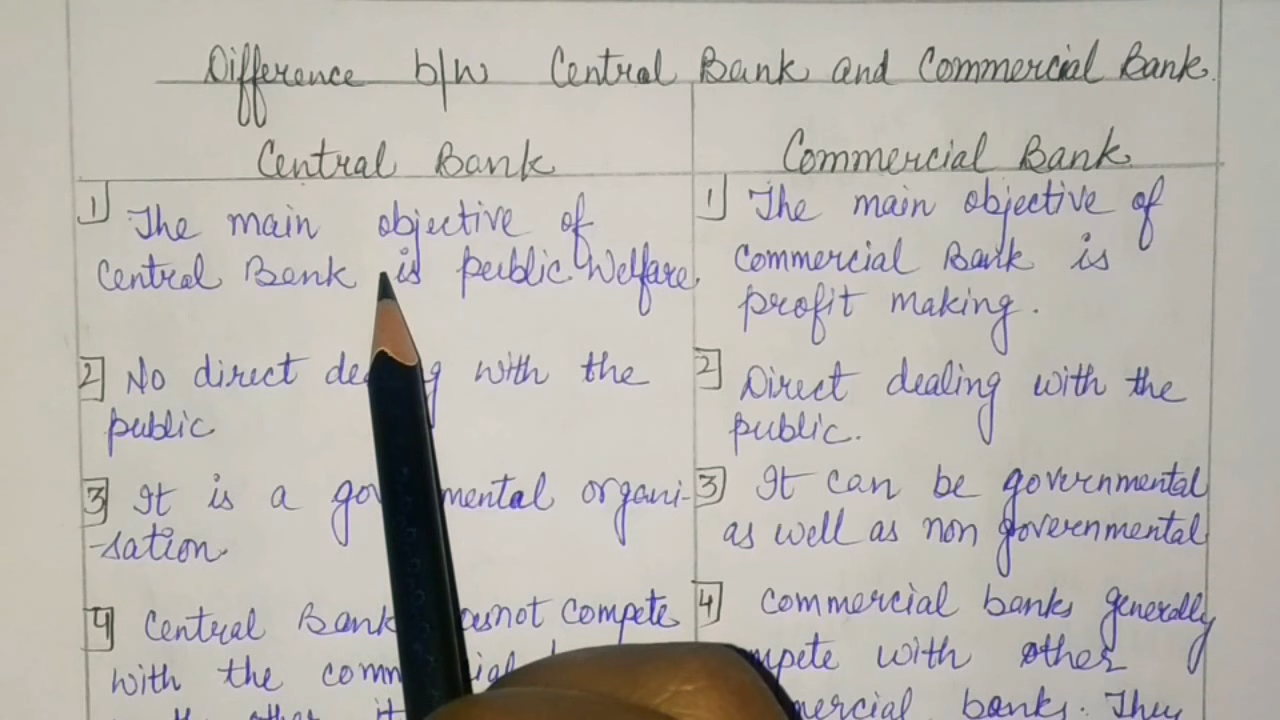 Difference b/w Central Bank and Commercial Bank.
Central Bank
1] The main objective of
Central Bank is public Welfare.
2] No direct with the
public
3] It is a organi-
-sation.
4] Central Bank compete
with the
Commercial Bank
1] The main objective of
Commercial Bank is
profit making.
2] Direct dealing with the
public.
3] It can be governmental
as well as non governmental
4] Commercial banks generally
with other
banks. They